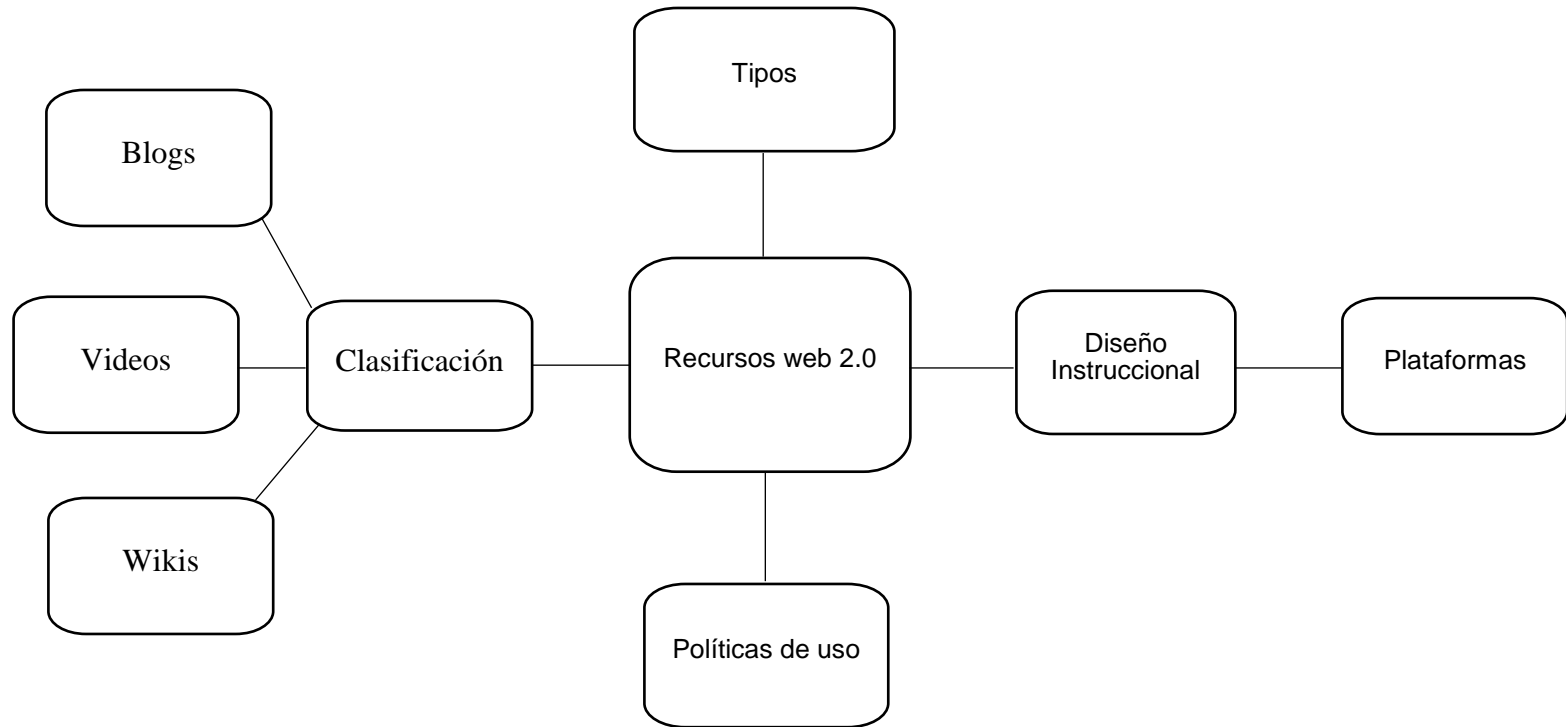 Tipos
Blogs
Videos
Clasificación
Recursos web 2.0
Diseño
Instruccional
Plataformas
Wikis
Políticas de uso